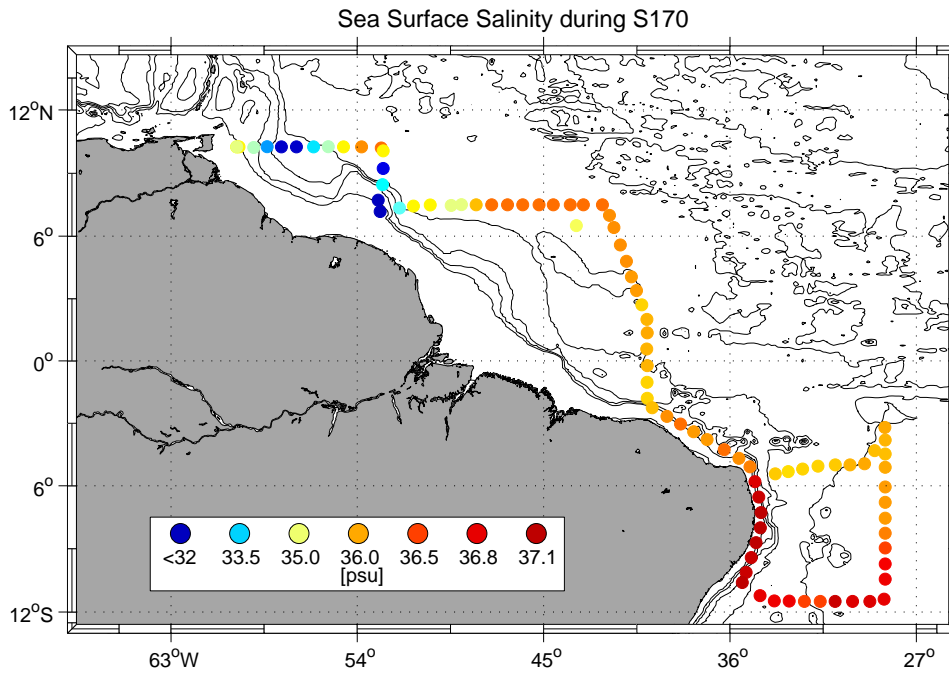 Sea Surface Salinity during S170
12°N
6°
0°
6°
12°S
<32 33.5 35.0 36.0 36.5 36.8 37.1
[psu]
63°W 54° 45° 36° 27°